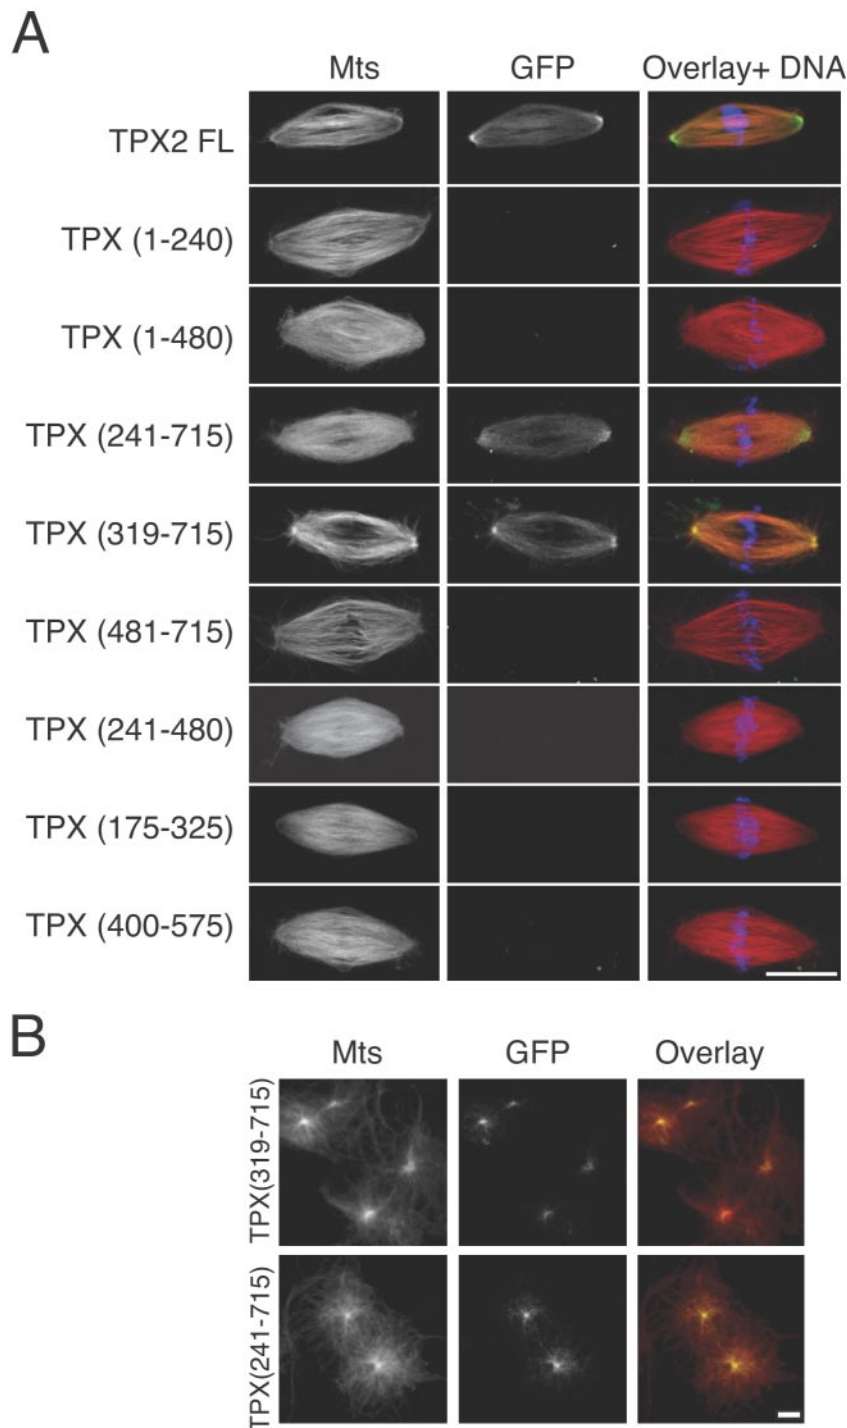 A
Mts GFP Overlay+ DNA
TPX2 FL
TPX (1-240)
TPX (1-480)
TPX (241-715)
TPX (319-715)
TPX (481-715)
TPX (241-480)
TPX (175-325)
TPX (400-575)
B
Mts GFP Overlay
TPX(319-715)
TPX(241-715)